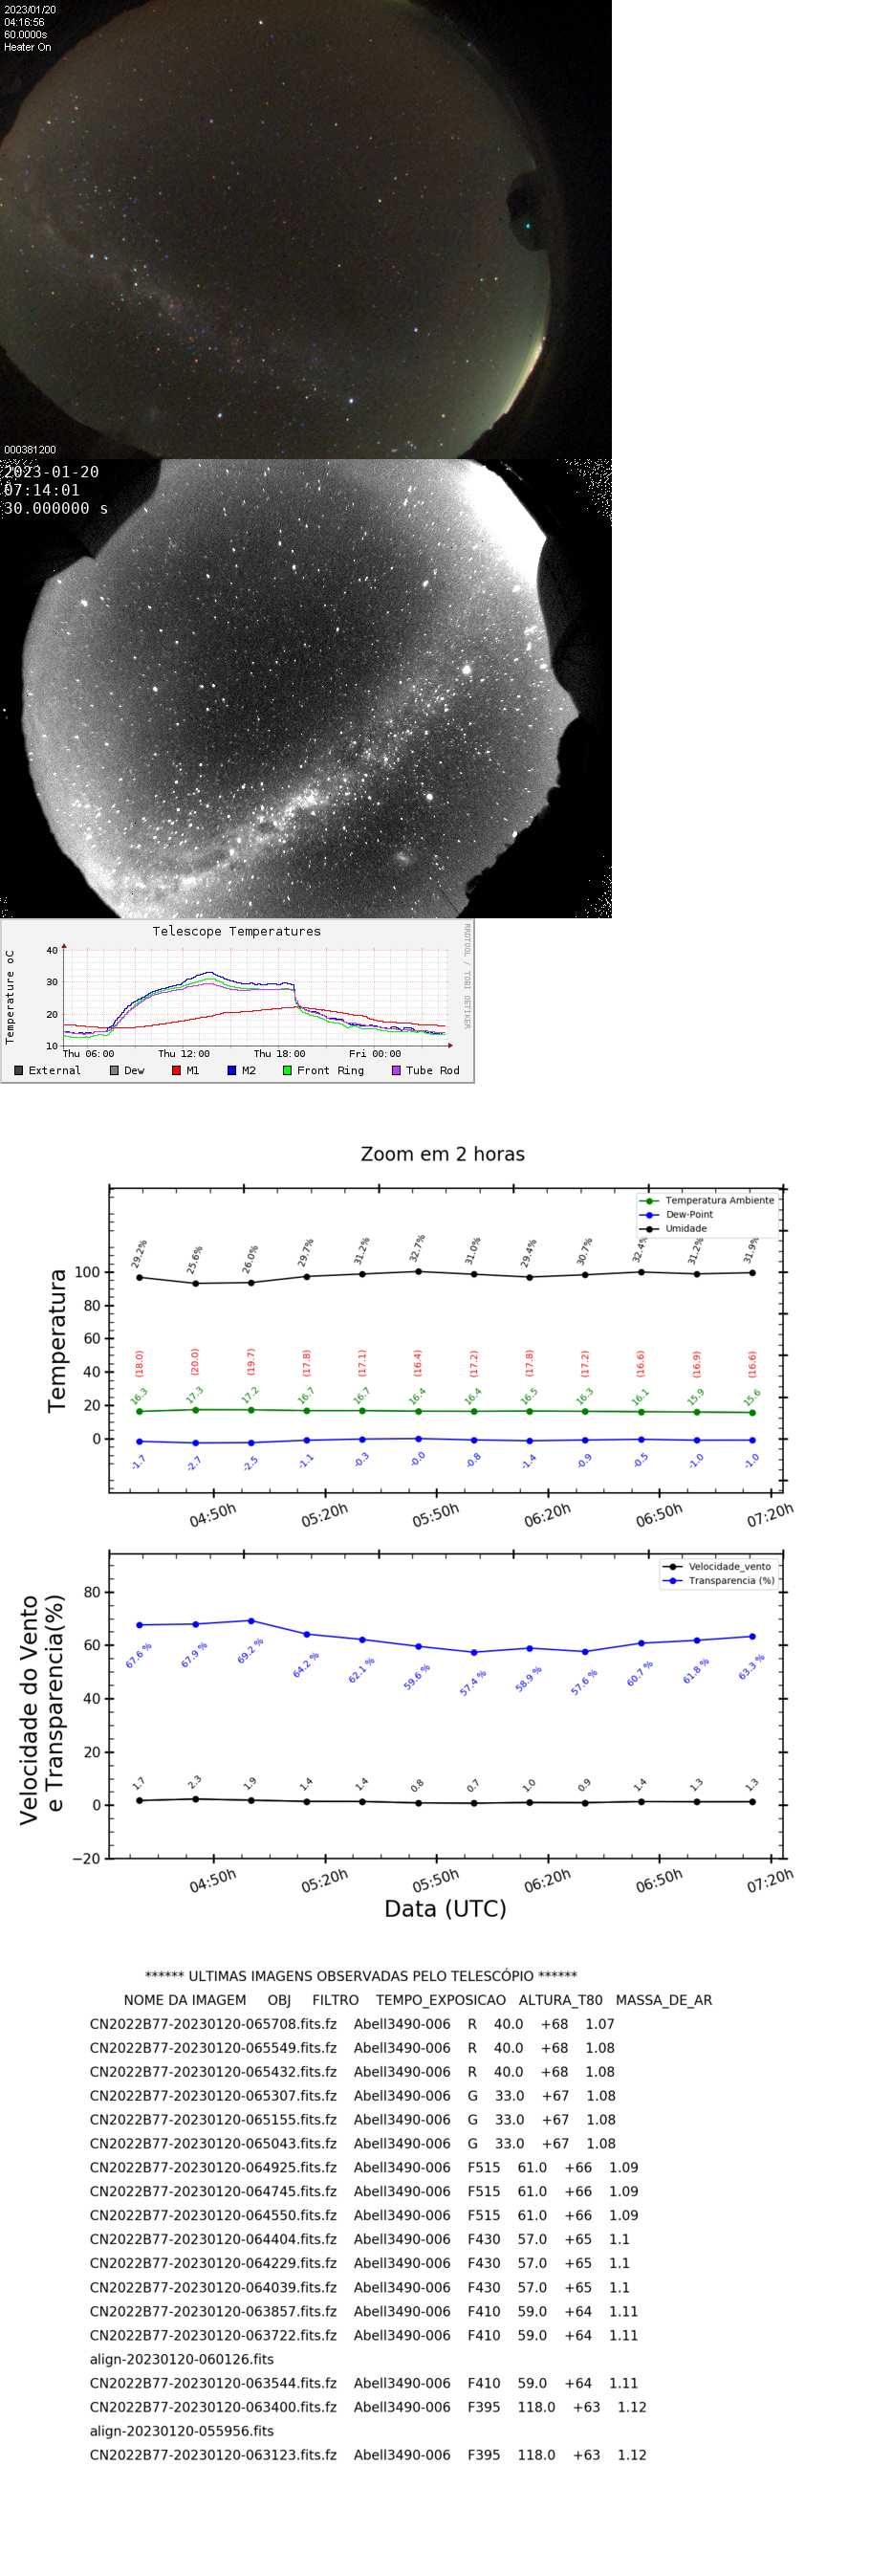 2023/01/20
04:16:56
60.0000s
Heater On
000381200
2023-01-20
07:14:01
30.000000 s
Telescope Temperatures
RRDTOOL / TOBI OETIKER
Temperature oC
40
30
20
10
Thu 06:00 Thu 12:00 Thu 18:00 Fri 00:00
External Dew M1 M2 Front Ring Tube Rod
Zoom em 2 horas
Temperatura Ambiente
Dew-Point
Umidade
Temperatura
100
80
60
40
20
0
29.2% 25.6% 26.0% 29.7% 31.2% 32.7% 31.0% 29.4% 30.7% 32.4% 31.2% 31.9%
(18.0) (20.0) (19.7) (17.8) (17.1) (16.4) (17.2) (17.8) (17.2) (16.6) (16.9) (16.6)
16.3 17.3 17.2 16.7 16.7 16.4 16.4 16.5 16.3 16.1 15.9 15.6
-1.7 -2.7 -2.5 -1.1 -0.3 -0.0 -0.8 -1.4 -0.9 -0.5 -1.0 -1.0
04:50h 05:20h 05:50h 06:20h 06:50h 07:20h
Velocidade_vento
Transparencia (%)
Velocidade do Vento
e Transparencia(%)
80
60
40
20
0
−20
67.6 % 67.9 % 69.2 % 64.2 % 62.1 % 59.6 % 57.4 % 58.9 % 57.6 % 60.7 % 61.8 % 63.3 %
1.7 2.3 1.9 1.4 1.4 0.8 0.7 1.0 0.9 1.4 1.3 1.3
04:50h 05:20h 05:50h 06:20h 06:50h 07:20h
Data (UTC)
****** ULTIMAS IMAGENS OBSERVADAS PELO TELESCÓPIO ******
NOME DA IMAGEM OBJ FILTRO TEMPO_EXPOSICAO ALTURA_T80 MASSA_DE_AR
CN2022B77-20230120-065708.fits.fz Abell3490-006 R 40.0 +68 1.07
CN2022B77-20230120-065549.fits.fz Abell3490-006 R 40.0 +68 1.08
CN2022B77-20230120-065432.fits.fz Abell3490-006 R 40.0 +68 1.08
CN2022B77-20230120-065307.fits.fz Abell3490-006 G 33.0 +67 1.08
CN2022B77-20230120-065155.fits.fz Abell3490-006 G 33.0 +67 1.08
CN2022B77-20230120-065043.fits.fz Abell3490-006 G 33.0 +67 1.08
CN2022B77-20230120-064925.fits.fz Abell3490-006 F515 61.0 +66 1.09
CN2022B77-20230120-064745.fits.fz Abell3490-006 F515 61.0 +66 1.09
CN2022B77-20230120-064550.fits.fz Abell3490-006 F515 61.0 +66 1.09
CN2022B77-20230120-064404.fits.fz Abell3490-006 F430 57.0 +65 1.1
CN2022B77-20230120-064229.fits.fz Abell3490-006 F430 57.0 +65 1.1
CN2022B77-20230120-064039.fits.fz Abell3490-006 F430 57.0 +65 1.1
CN2022B77-20230120-063857.fits.fz Abell3490-006 F410 59.0 +64 1.11
CN2022B77-20230120-063722.fits.fz Abell3490-006 F410 59.0 +64 1.11
align-20230120-060126.fits
CN2022B77-20230120-063544.fits.fz Abell3490-006 F410 59.0 +64 1.11
CN2022B77-20230120-063400.fits.fz Abell3490-006 F395 118.0 +63 1.12
align-20230120-055956.fits
CN2022B77-20230120-063123.fits.fz Abell3490-006 F395 118.0 +63 1.12